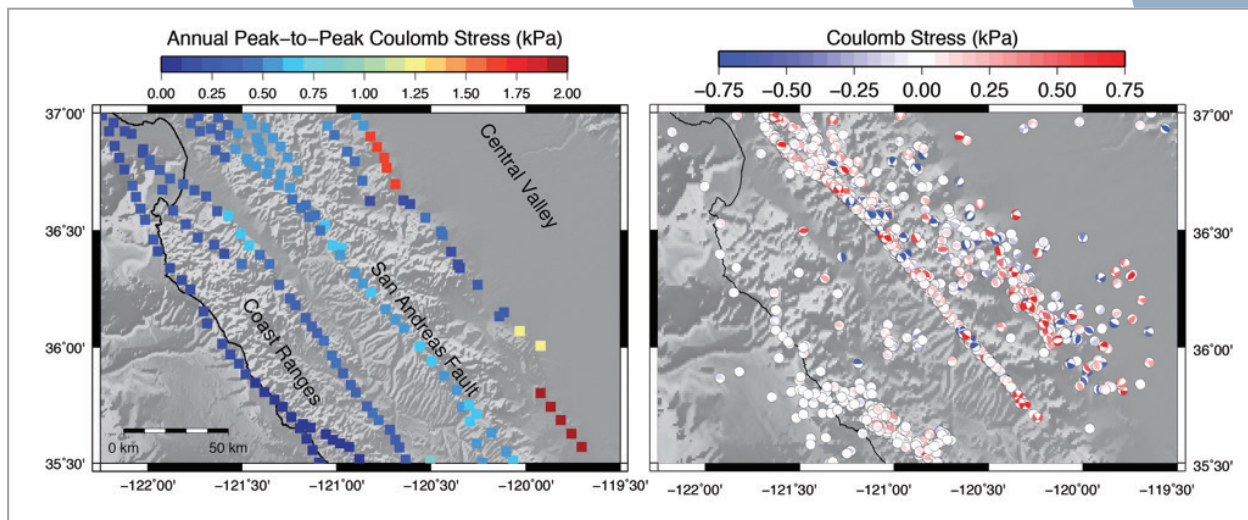 Annual Peak−to−Peak Coulomb Stress (kPa)
0.00 0.25 0.50 0.75 1.00 1.25 1.50 1.75 2.00
37˚00'
36˚30'
36˚00'
35˚30'
Central Valley
San Andreas Fault
Coast Ranges
0 km 50 km
−122˚00' −121˚30' −121˚00' −120˚30' −120˚00' −119˚30'
Coulomb Stress (kPa)
−0.75 −0.50 −0.25 0.00 0.25 0.50 0.75
37˚00'
36˚30'
36˚00'
35˚30'
−122˚00' −121˚30' −121˚00' −120˚30' −120˚00' −119˚30'